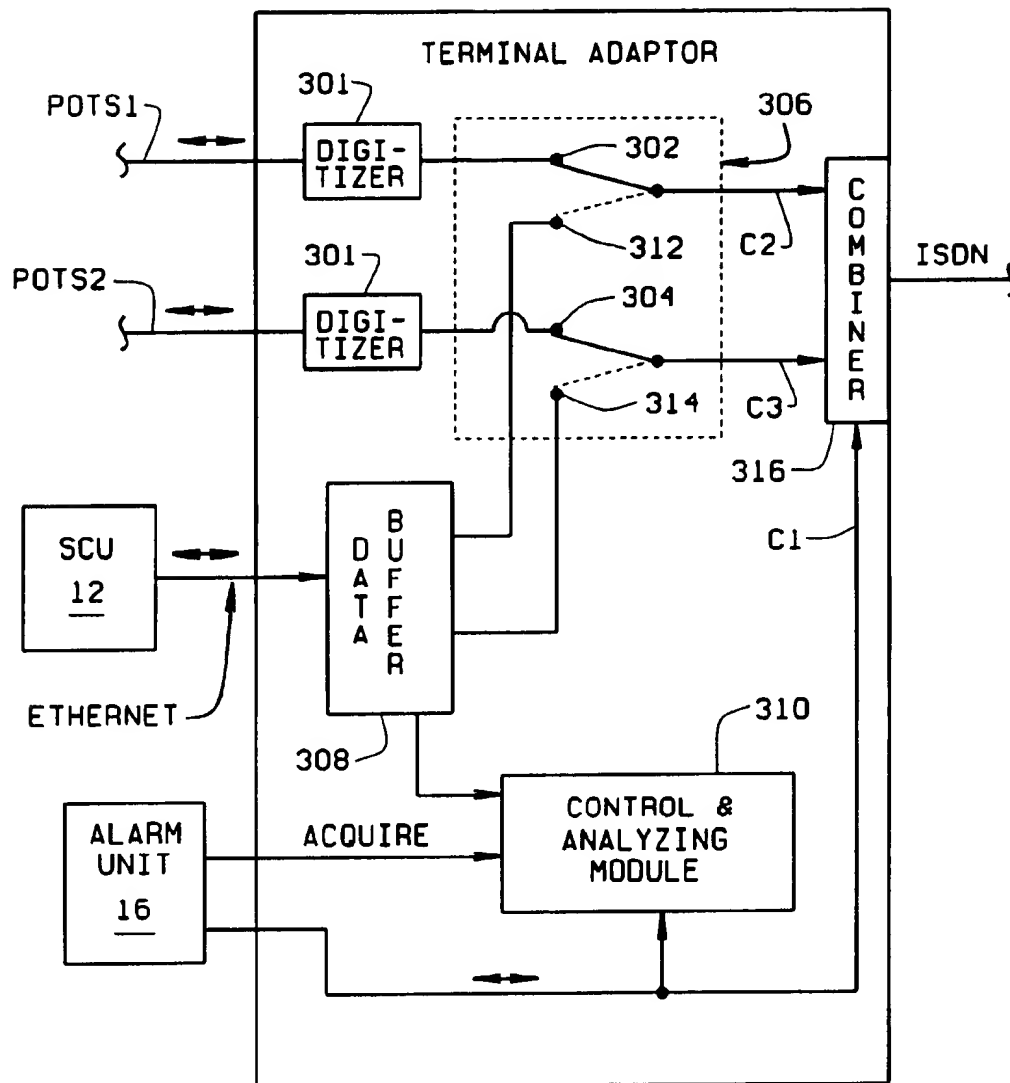 TERMINAL ADAPTOR
POTS1
301
DIGI-
TIZER
302
306
312
C2
COMBINER
ISDN
POTS2
301
DIGI-
TIZER
304
314
C3
316
C1
SCU
12
DATA
BUFFER
ETHERNET
308
310
ALARM
UNIT
16
ACQUIRE
CONTROL &
ANALYZING
MODULE